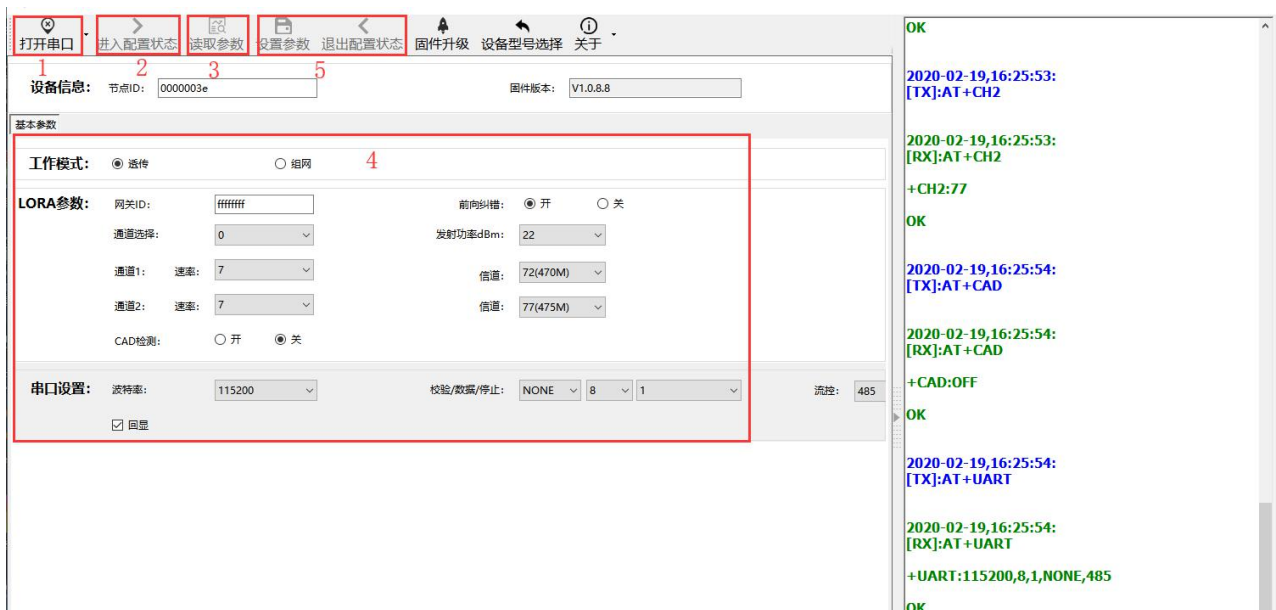 打开串口 进入配置状态 读取参数 设置参数 退出配置状态 固件升级 设备型号选择 关于
1 2 3 5
设备信息: 节点ID: 0000003e 固件版本: V1.0.8.8
基本参数
工作模式: 透传 组网 4
LORA参数: 网关ID: ffffffff 前向纠错: 开 关
通道选择: 0 发射功率dBm: 22
通道1: 速率: 7 信道: 72(470M)
通道2: 速率: 7 信道: 77(475M)
CAD检测: 开 关
串口设置: 波特率: 115200 校验/数据/停止: NONE 8 1 流控: 485
回显
OK
2020-02-19,16:25:53:
[TX]:AT+CH2
2020-02-19,16:25:53:
[RX]:AT+CH2
+CH2:77
OK
2020-02-19,16:25:54:
[TX]:AT+CAD
2020-02-19,16:25:54:
[RX]:AT+CAD
+CAD:OFF
OK
2020-02-19,16:25:54:
[TX]:AT+UART
2020-02-19,16:25:54:
[RX]:AT+UART
+UART:115200,8,1,NONE,485
OK